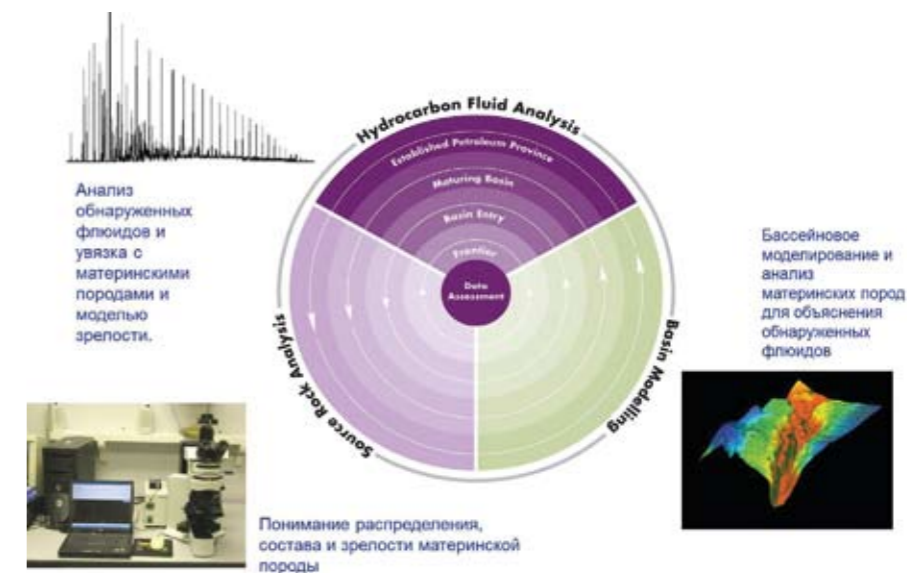 Hydrocarbon Fluid Analysis
Established Petroleum Province
Maturing Basin
Basin Entry
Frontier
Data
Assessment
Source Rock Analysis
Basin Modelling
Анализ
обнаруженных
флюидов и
увязка с
материнскими
породами и
моделью
зрелости.
Бассейновое
моделирование и
анализ
материнских пород
для объяснения
обнаруженных
флюидов
Понимание распределения,
состава и зрелости материнской
породы